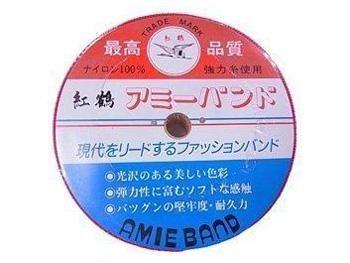 TRADE MARK
紅鶴
最高 品質
ナイロン100% 強力糸使用
紅鶴 アミーバンド
現代をリードするファッションバンド
●光沢のある美しい色彩
●弾力性に富むソフトな感触
●バツグンの堅牢度・耐久力
AMIE BAND